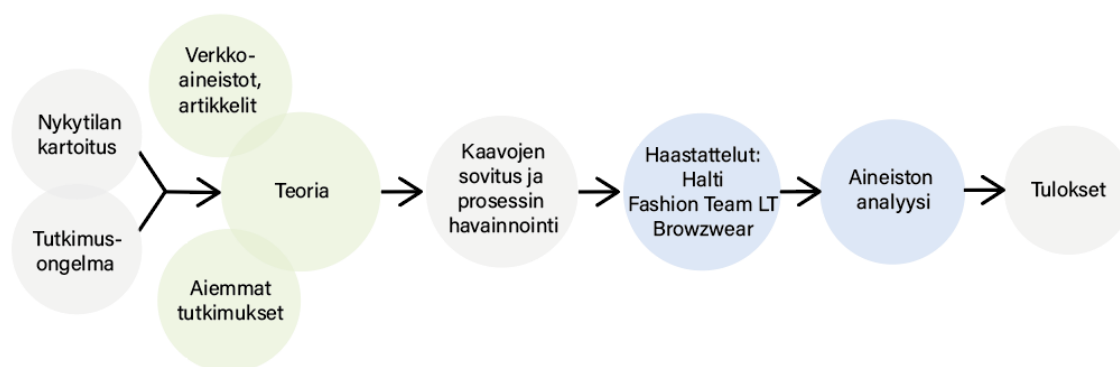 Nykytilan
kartoitus
Tutkimus-
ongelma
Verkko-
aineistot,
artikkelit
Teoria
Aiemmat
tutkimukset
Kaavojen
sovitus ja
prosessin
havainnointi
Haastattelut:
Halti
Fashion Team LT
Browzwear
Aineiston
analyysi
Tulokset